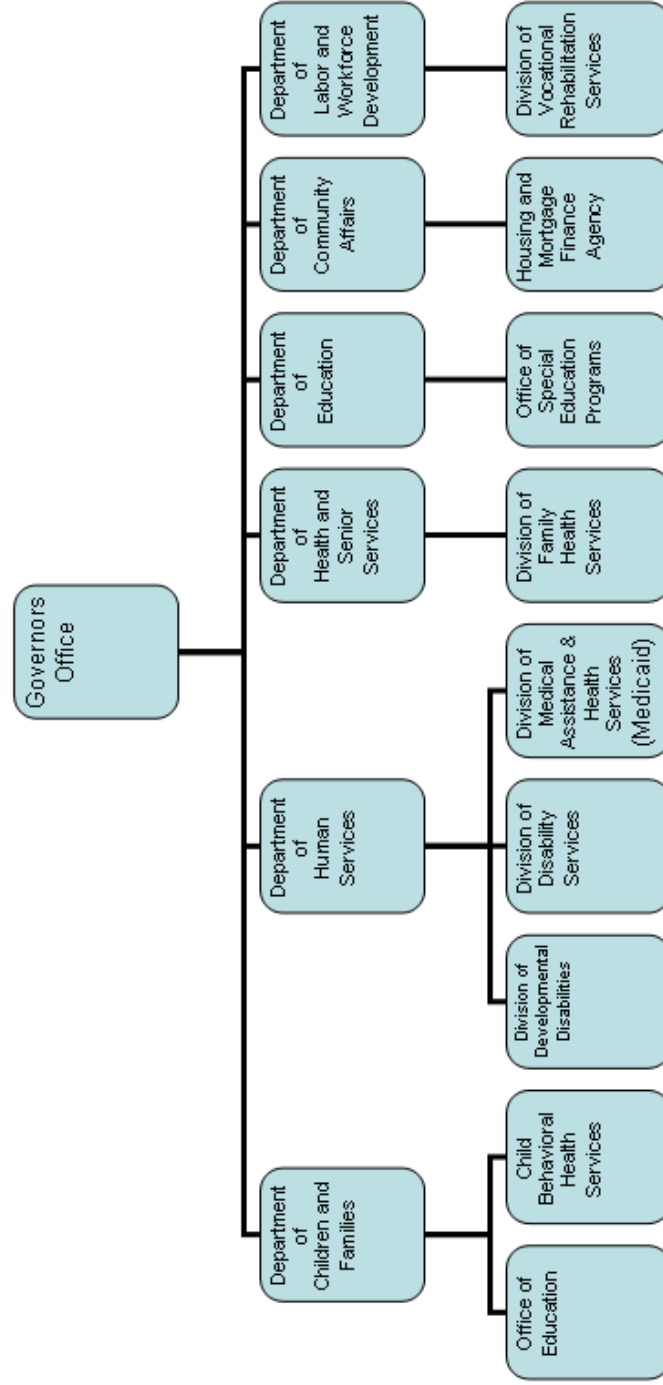 Governors
Office
Department
of
Children and
Families
Department
of
Human
Services
Department
of
Health and
Senior
Services
Department
of
Education
Department
of
Community
Affairs
Department
of
Labor and
Workforce
Development
Office of
Education
Child
Behavioral
Health
Services
Division of
Developmental
Disabilities
Division of
Disability
Services
Division of
Medical
Assistance &
Health
Services
(Medicaid)
Division of
Family
Health
Services
Office of
Special
Education
Programs
Housing and
Mortgage
Finance
Agency
Division of
Vocational
Rehabilitation
Services